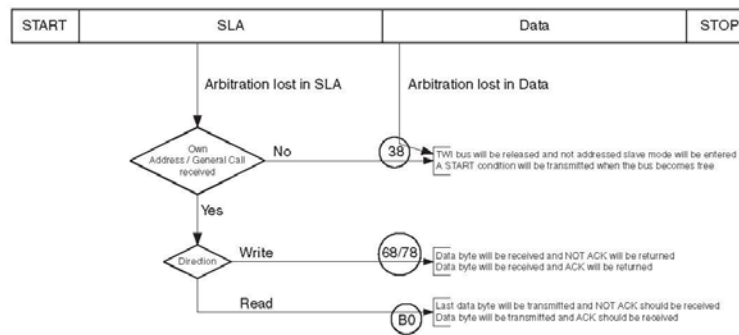 START SLA Data STOP
Arbitration lost in SLA Arbitration lost in Data
Own
Address / General Call
received
No
38
TWI bus will be released and not addressed slave mode will be entered
A START condition will be transmitted when the bus becomes free
Yes
Direction
Write
68/78
Data byte will be received and NOT ACK will be returned
Data byte will be received and ACK will be returned
Read
B0
Last data byte will be transmitted and NOT ACK should be received
Data byte will be transmitted and ACK should be received